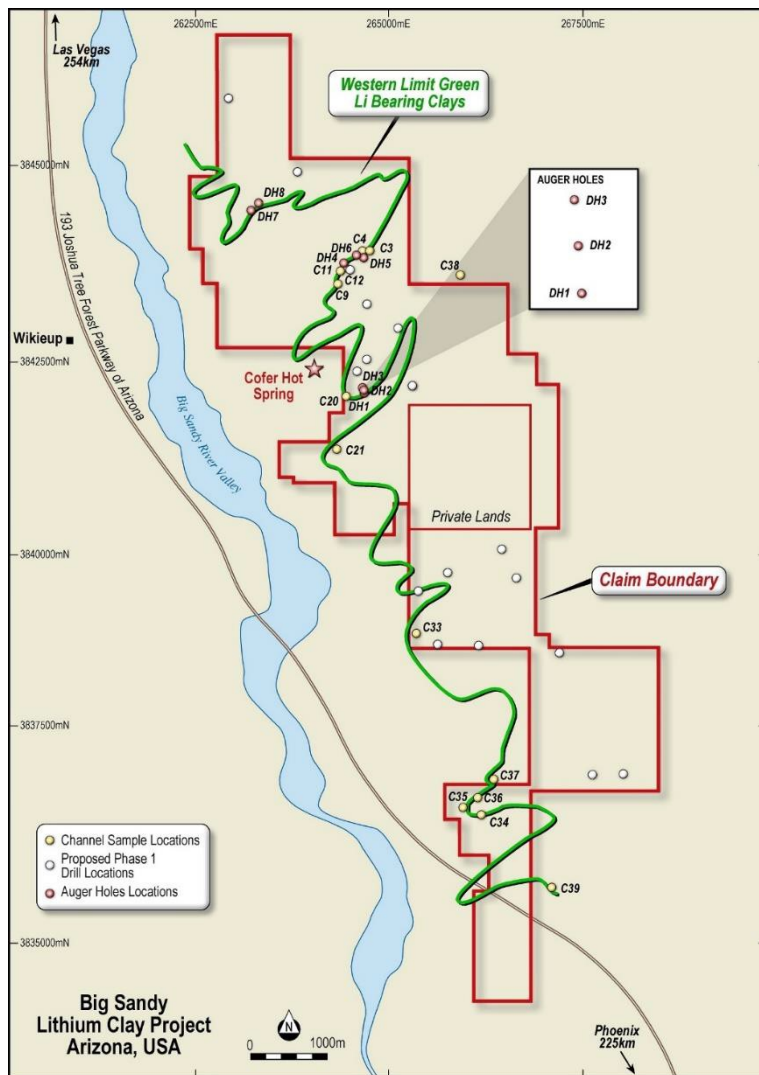 262500mE
265000mE
267500mE
Las Vegas
254km
Western Limit Green
Li Bearing Clays
3845000mN
AUGER HOLES
DH3
DH2
DH1
DH8
DH7
C4
C3
DH6
DH4
DH5
C11
C12
C9
C38
193 Joshua Tree Forest Parkway of Arizona
Wikieup
3842500mN
Cofer Hot
Spring
DH3
DH2
C20
DH1
C21
Big Sandy River Valley
Private Lands
3840000mN
Claim Boundary
C33
3837500mN
C37
C36
C35
C34
C39
Channel Sample Locations
Proposed Phase 1
Drill Locations
Auger Holes Locations
3835000mN
Big Sandy
Lithium Clay Project
Arizona, USA
N
0 1000m
Phoenix
225km